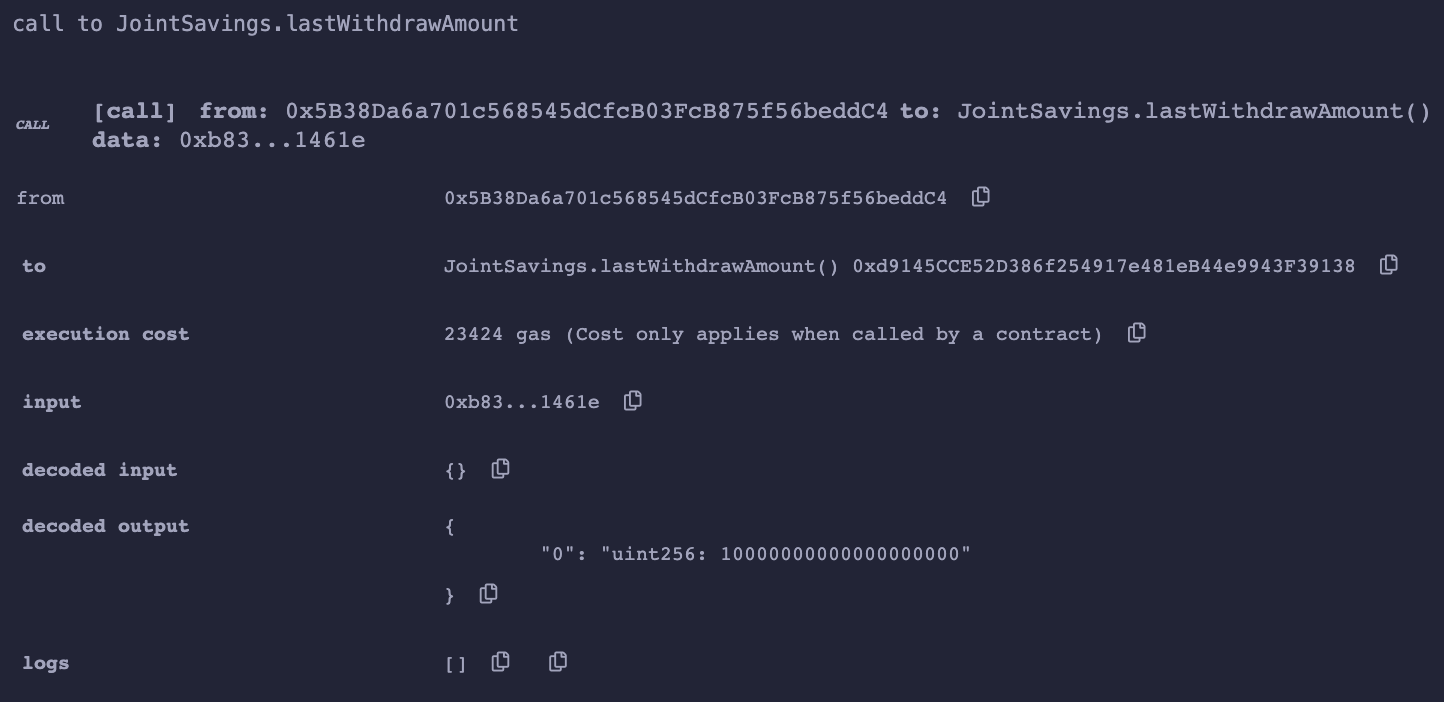 call to JointSavings.lastWithdrawAmount
CALL [call] from: 0x5B38Da6a701c568545dCfcB03FcB875f56beddC4 to: JointSavings.lastWithdrawAmount()
data: 0xb83...1461e
from 0x5B38Da6a701c568545dCfcB03FcB875f56beddC4
to JointSavings.lastWithdrawAmount() 0xd9145CCE52D386f254917e481eB44e9943F39138
execution cost 23424 gas (Cost only applies when called by a contract)
input 0xb83...1461e
decoded input {}
decoded output {
"0": "uint256: 10000000000000000000"
}
logs []